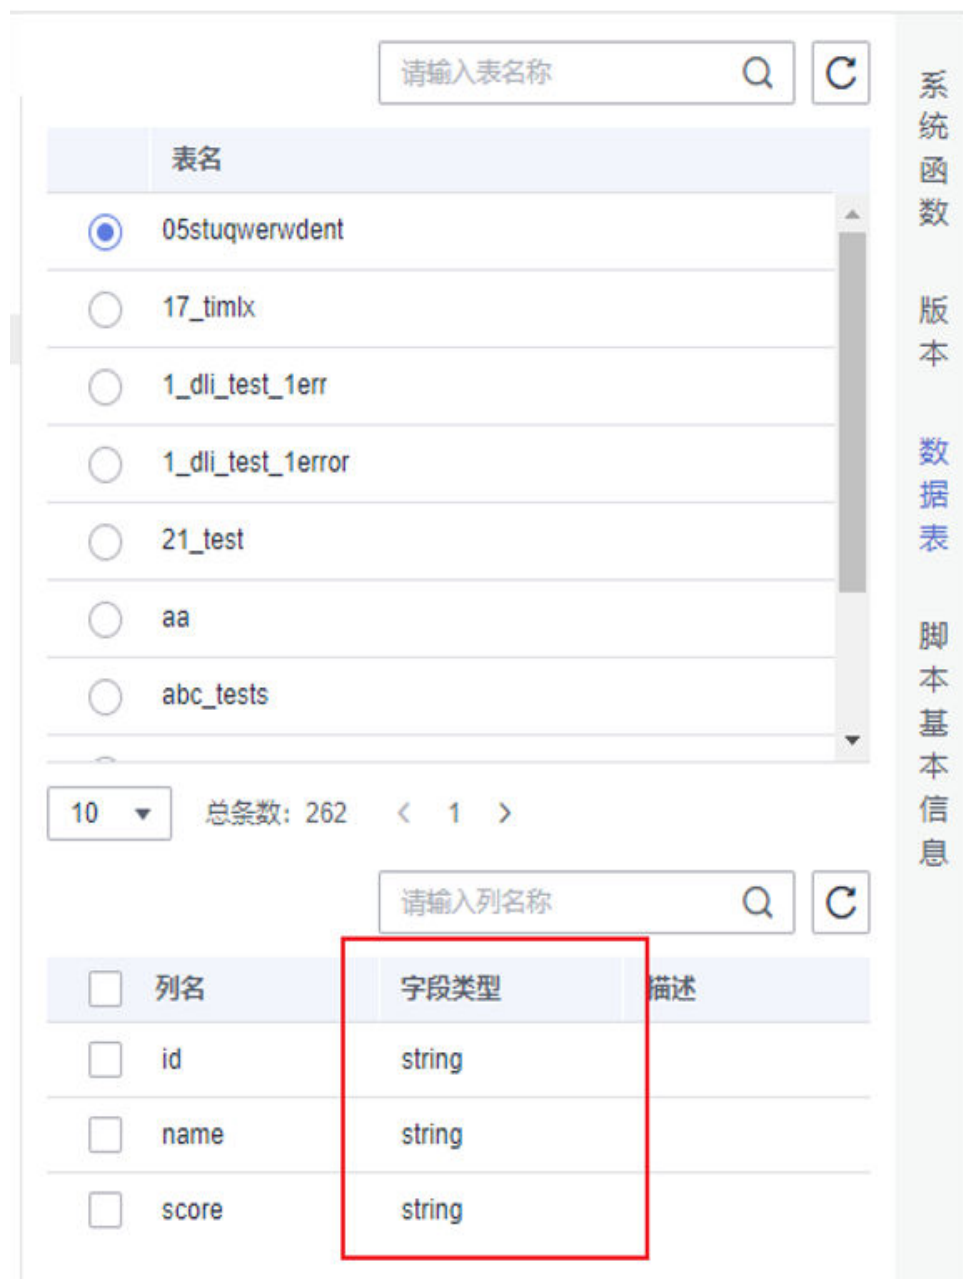 请输入表名称
表名
05stuqwerwdent
17_timlx
1_dli_test_1err
1_dli_test_1error
21_test
aa
abc_tests
10 总条数: 262 < 1 >
请输入列名称
列名 字段类型 描述
id string
name string
score string
系统函数
版本
数据表
脚本基本信息